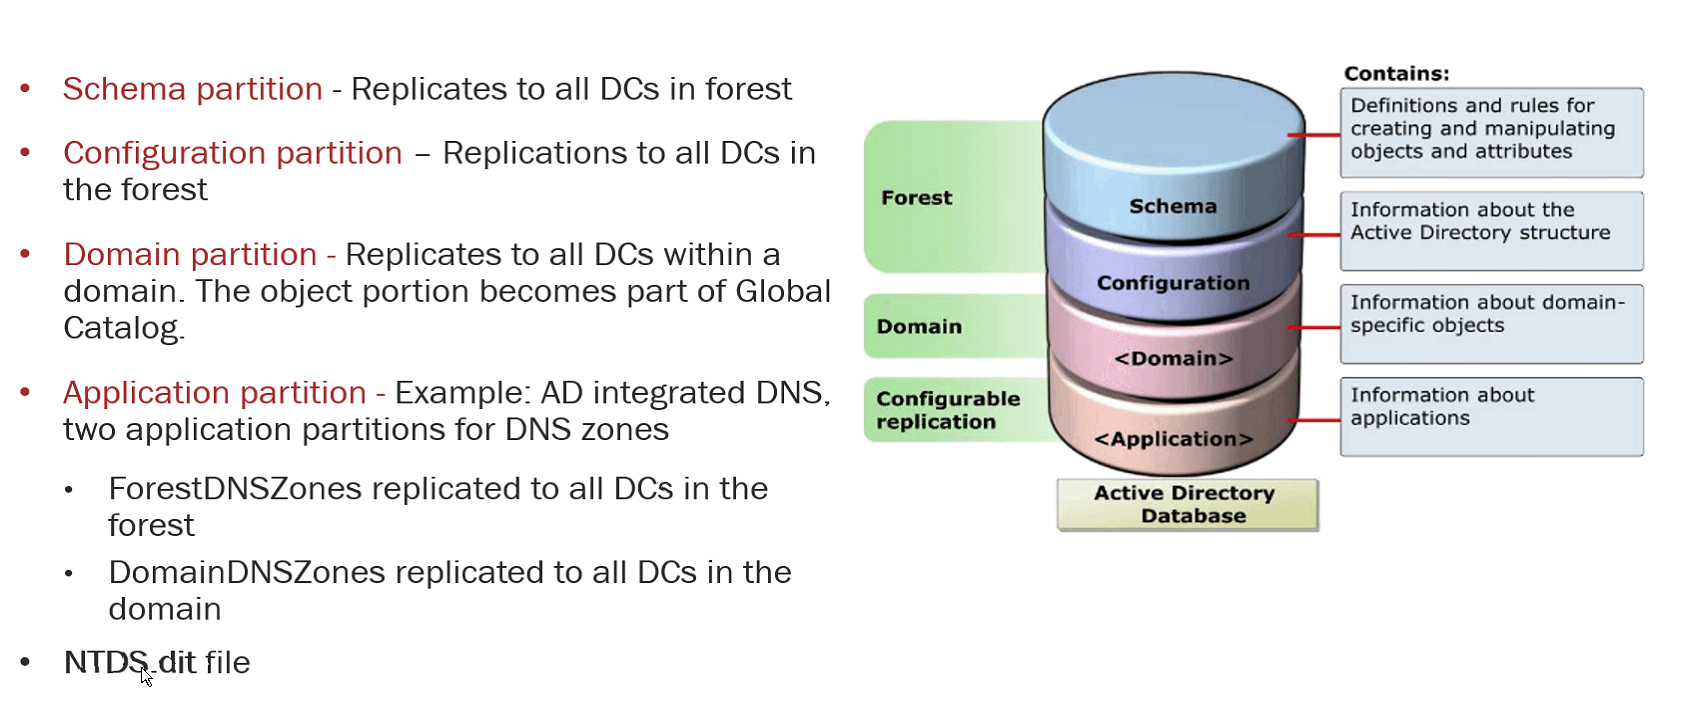 • Schema partition - Replicates to all DCs in forest
• Configuration partition – Replications to all DCs in
the forest
• Domain partition - Replicates to all DCs within a
domain. The object portion becomes part of Global
Catalog.
• Application partition - Example: AD integrated DNS,
two application partitions for DNS zones
• ForestDNSZones replicated to all DCs in the
forest
• DomainDNSZones replicated to all DCs in the
domain
• NTDS.dit file
Forest
Domain
Configurable
replication
Schema
Configuration
<Domain>
<Application>
Active Directory
Database
Contains:
Definitions and rules for
creating and manipulating
objects and attributes
Information about the
Active Directory structure
Information about domain-
specific objects
Information about
applications